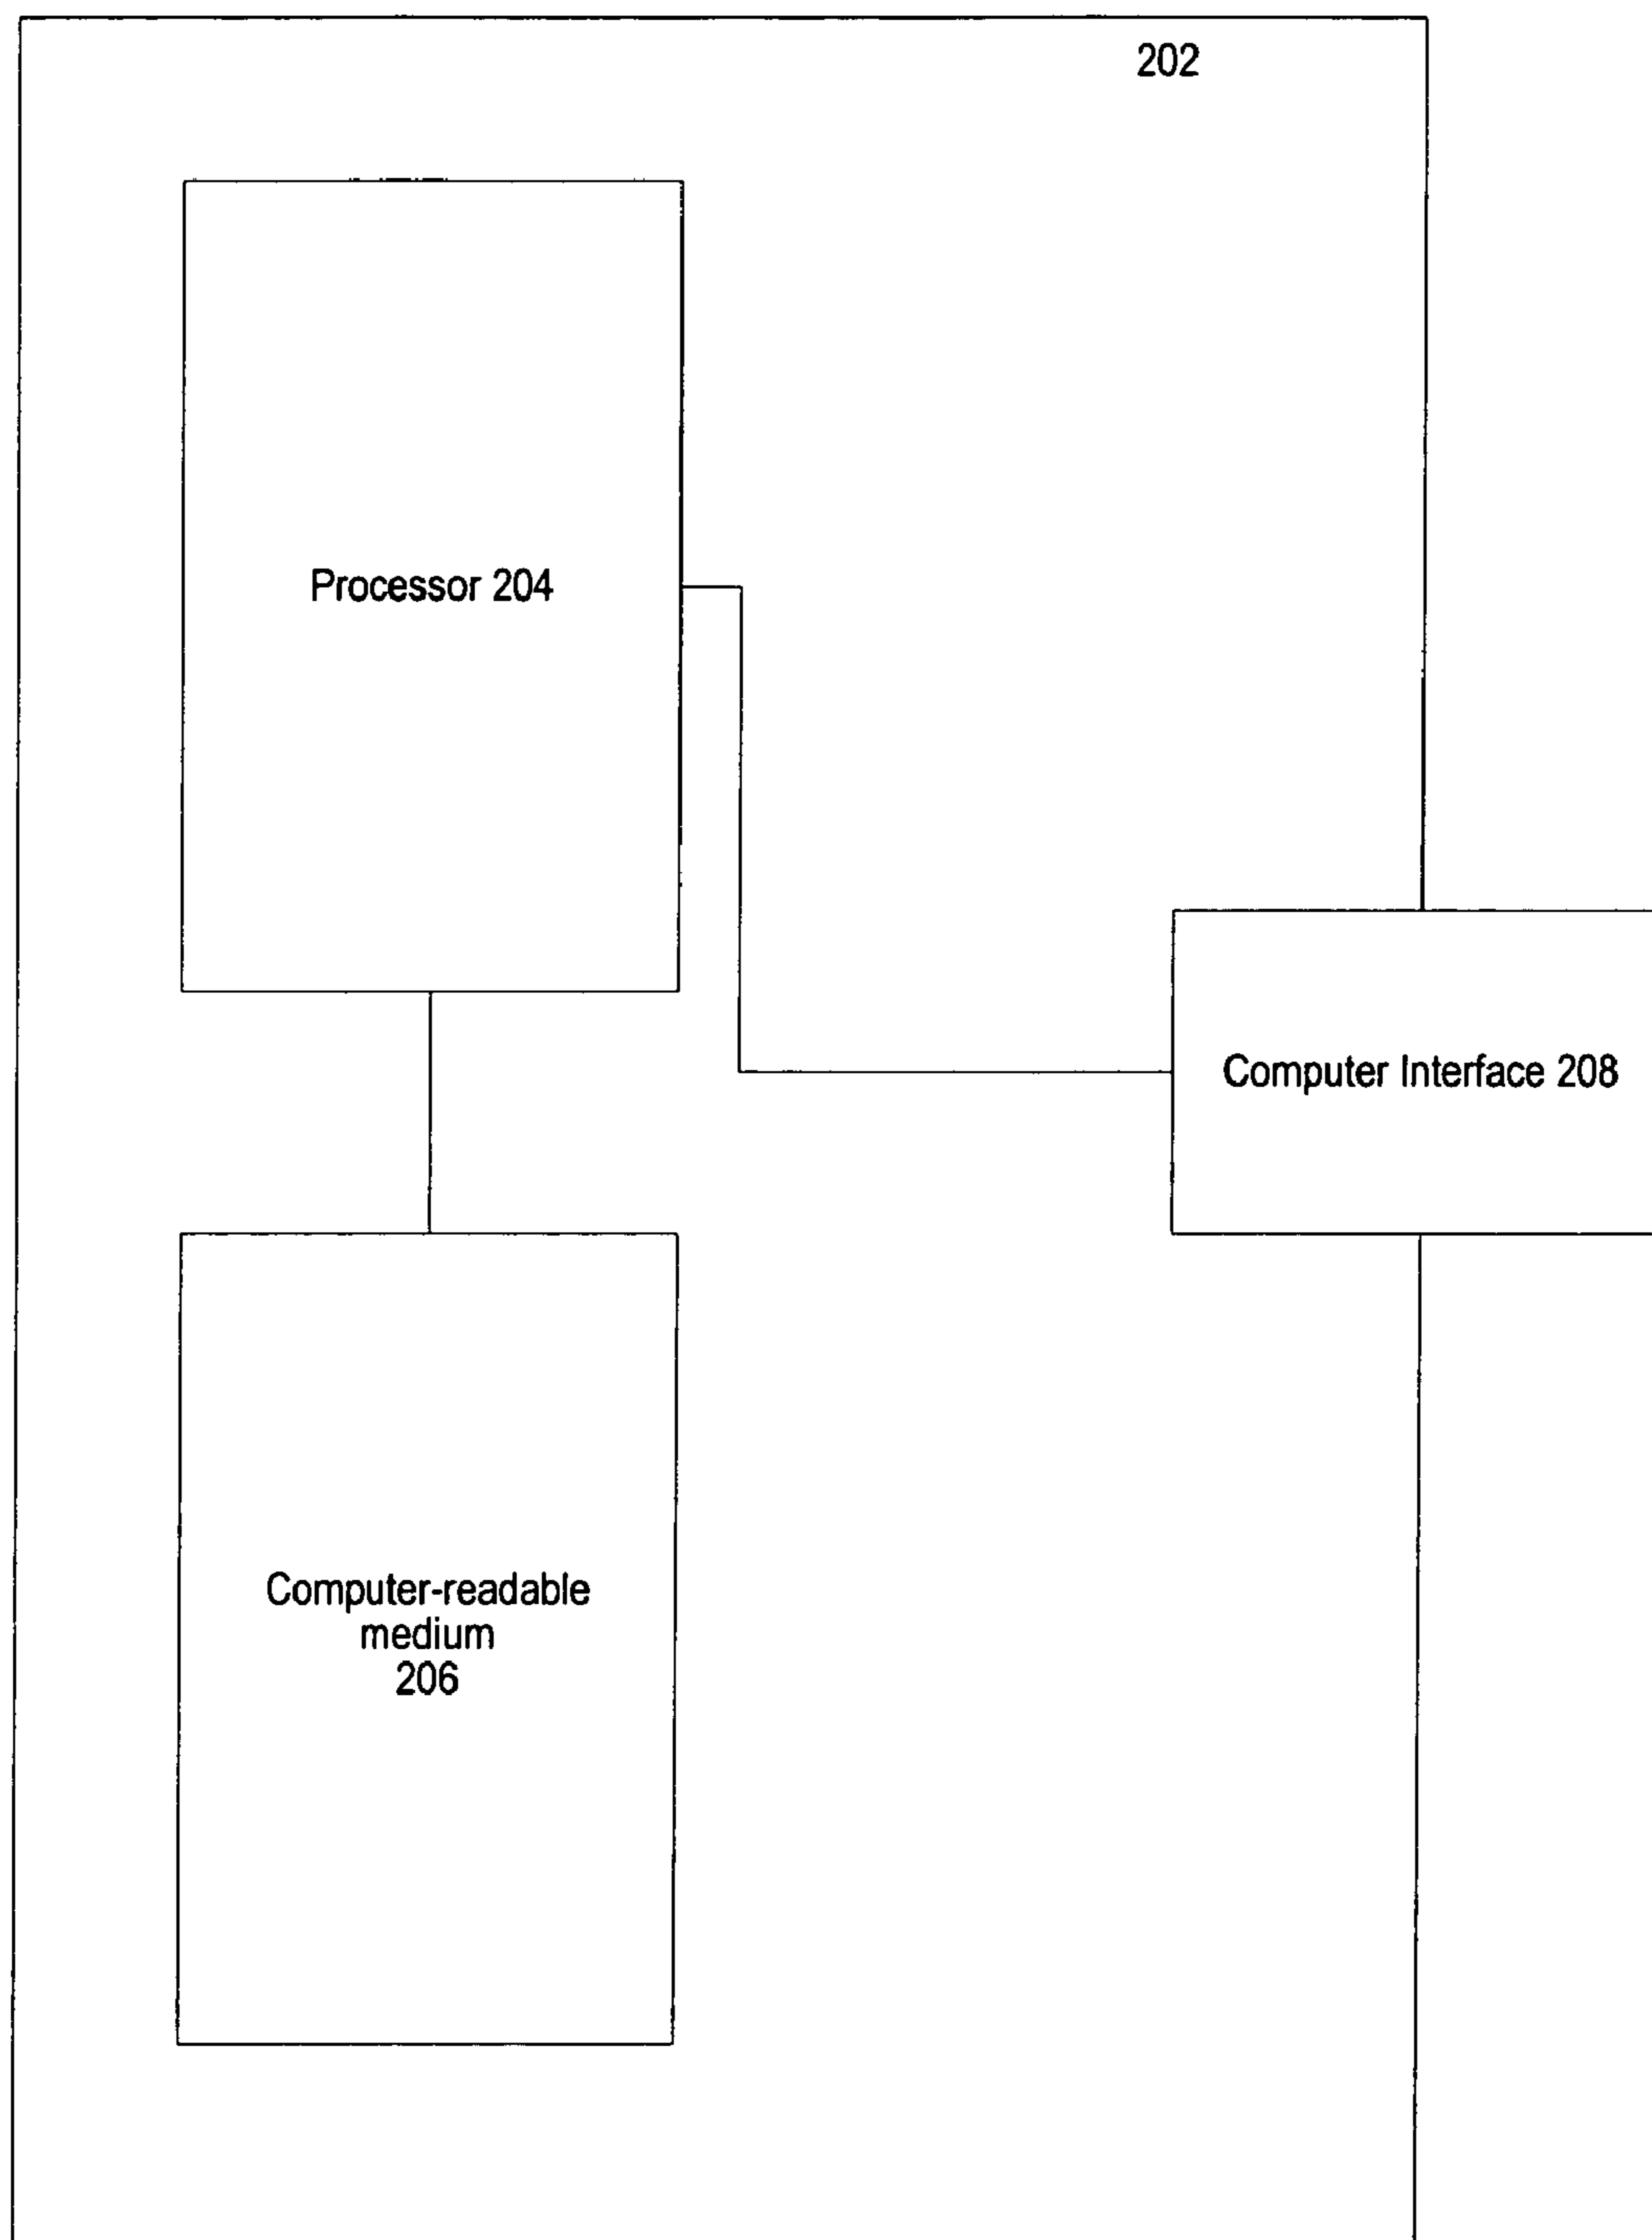 202
Processor 204
Computer Interface 208
Computer-readable
medium
206